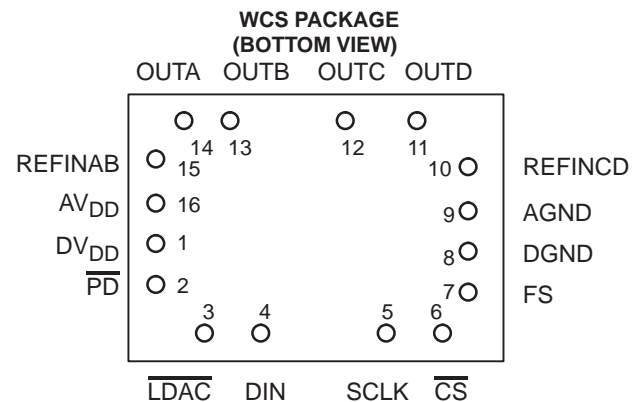 WCS PACKAGE
(BOTTOM VIEW)
OUTA OUTB OUTC OUTD
14 13 12 11
REFINAB 15 10 REFINCD
AVDD 16 9 AGND
DVDD 1 8 DGND
PD 2 7 FS
3 4 5 6
LDAC DIN SCLK CS